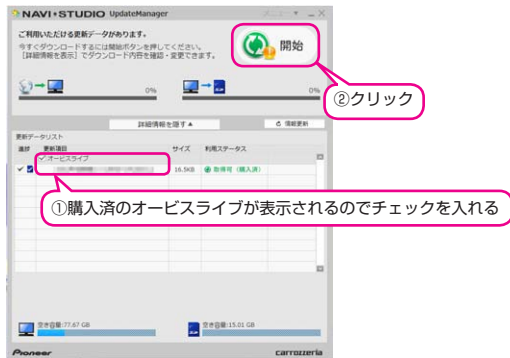 NAVI•STUDIO UpdateManager
メニュー ▼ _ ×
ご利用いただける更新データがあります。
今すぐダウンロードするには開始ボタンを押してください。
[詳細情報を表示]でダウンロード内容を確認・変更できます。
開始
0%
0%
②クリック
詳細情報を隠す▲
情報更新
更新データリスト
選択 更新項目 サイズ 利用ステータス
オービスライブ
16.5KB 取得可（購入済）
①購入済のオービスライブが表示されるのでチェックを入れる
空き容量:77.67 GB
空き容量:15.01 GB
Pioneer
carrozzeria